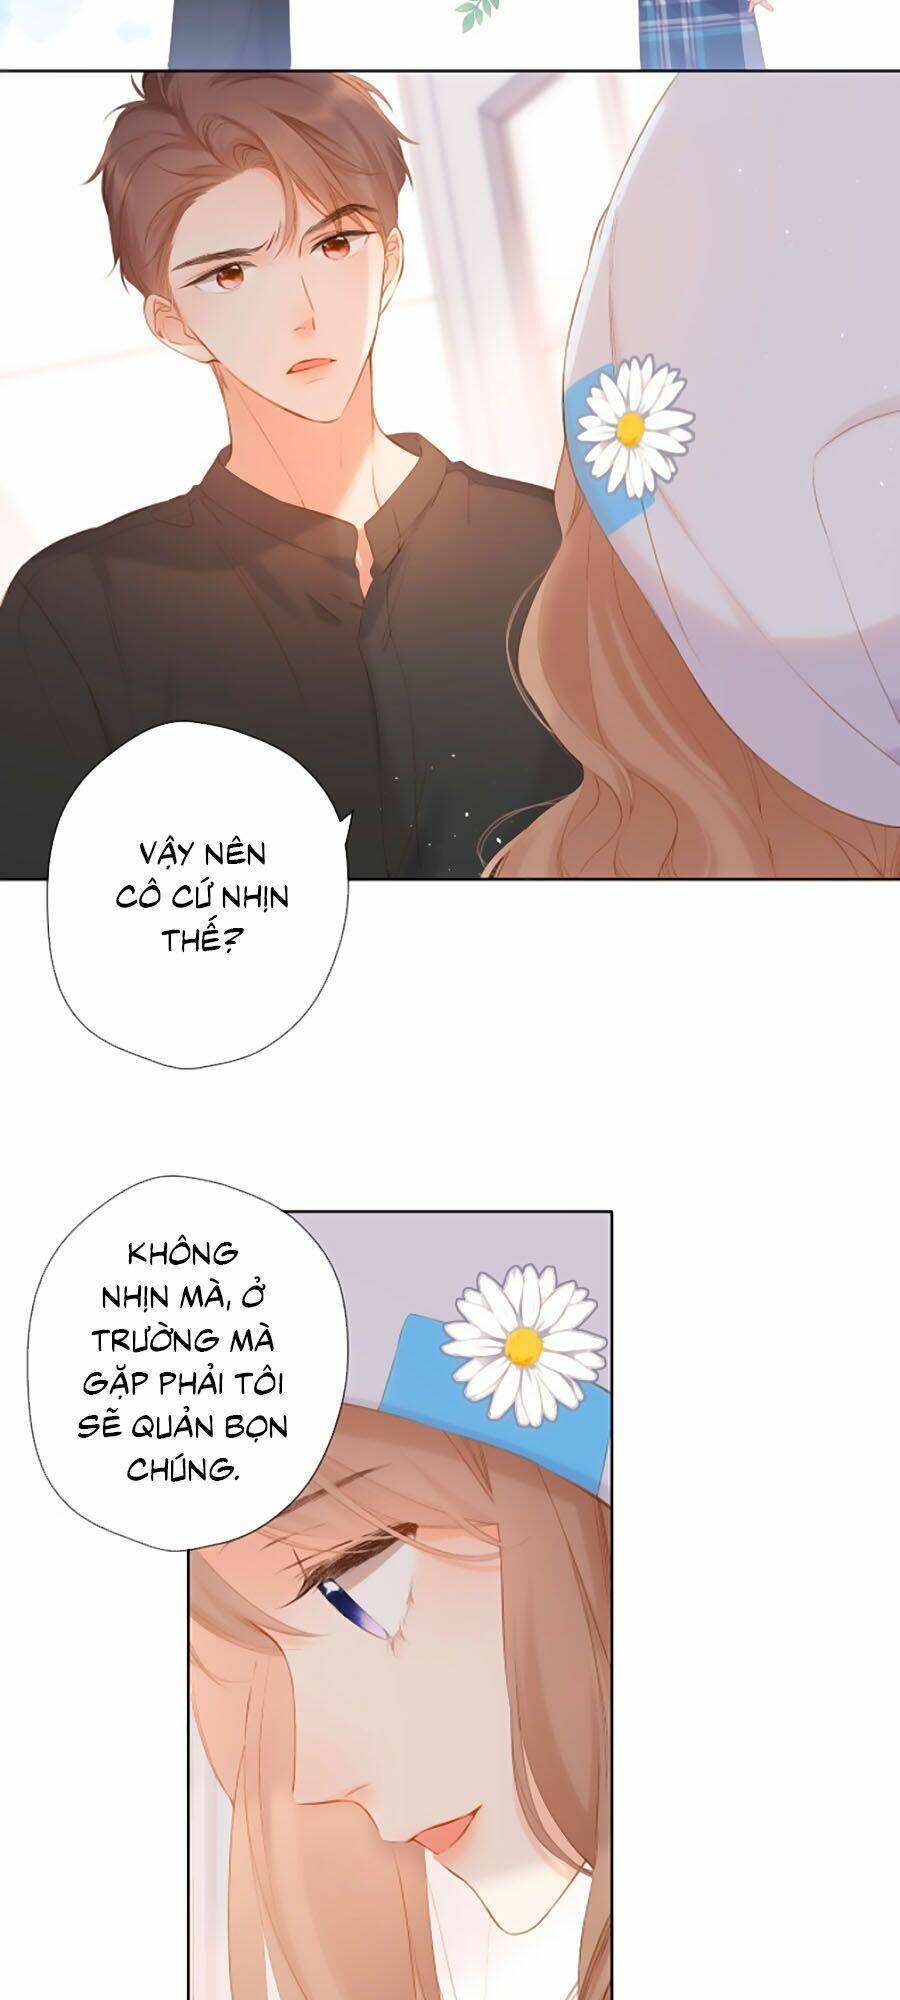 VẬY NÊN
CÔ CỨ NHỊN
THẾ?
KHÔNG
NHỊN MÀ, Ở
TRƯỜNG MÀ
GẶP PHẢI TÔI
SẼ QUẢN BỌN
CHÚNG.